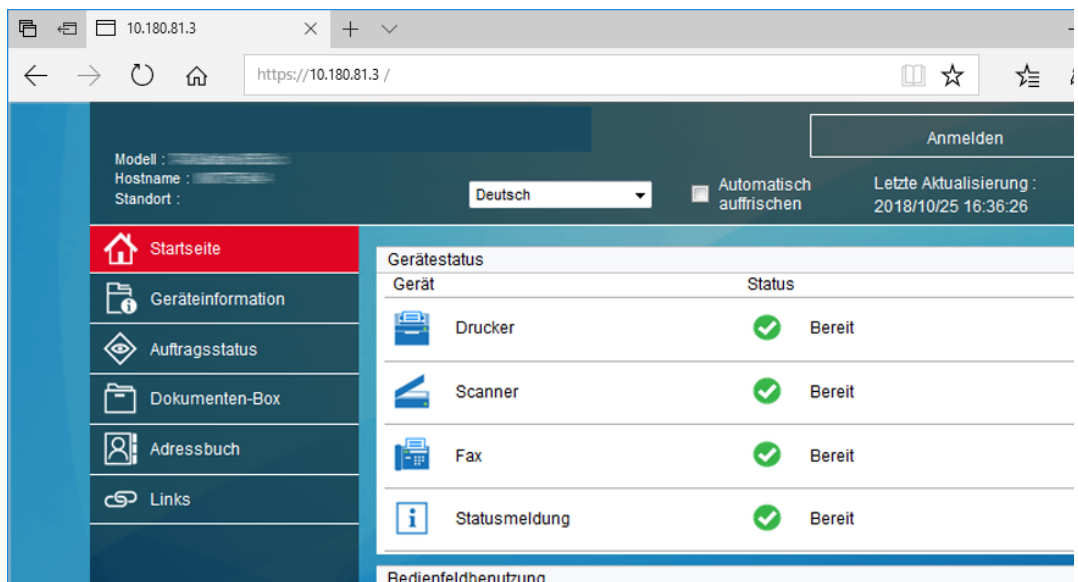 10.180.81.3
https://10.180.81.3 /
Anmelden
Modell :
Hostname :
Standort :
Deutsch
Automatisch
auffrischen
Letzte Aktualisierung :
2018/10/25 16:36:26
Startseite
Geräteinformation
Auftragsstatus
Dokumenten-Box
Adressbuch
Links
Gerätestatus
Gerät Status
Drucker Bereit
Scanner Bereit
Fax Bereit
Statusmeldung Bereit
Bedienfeldbenutzung